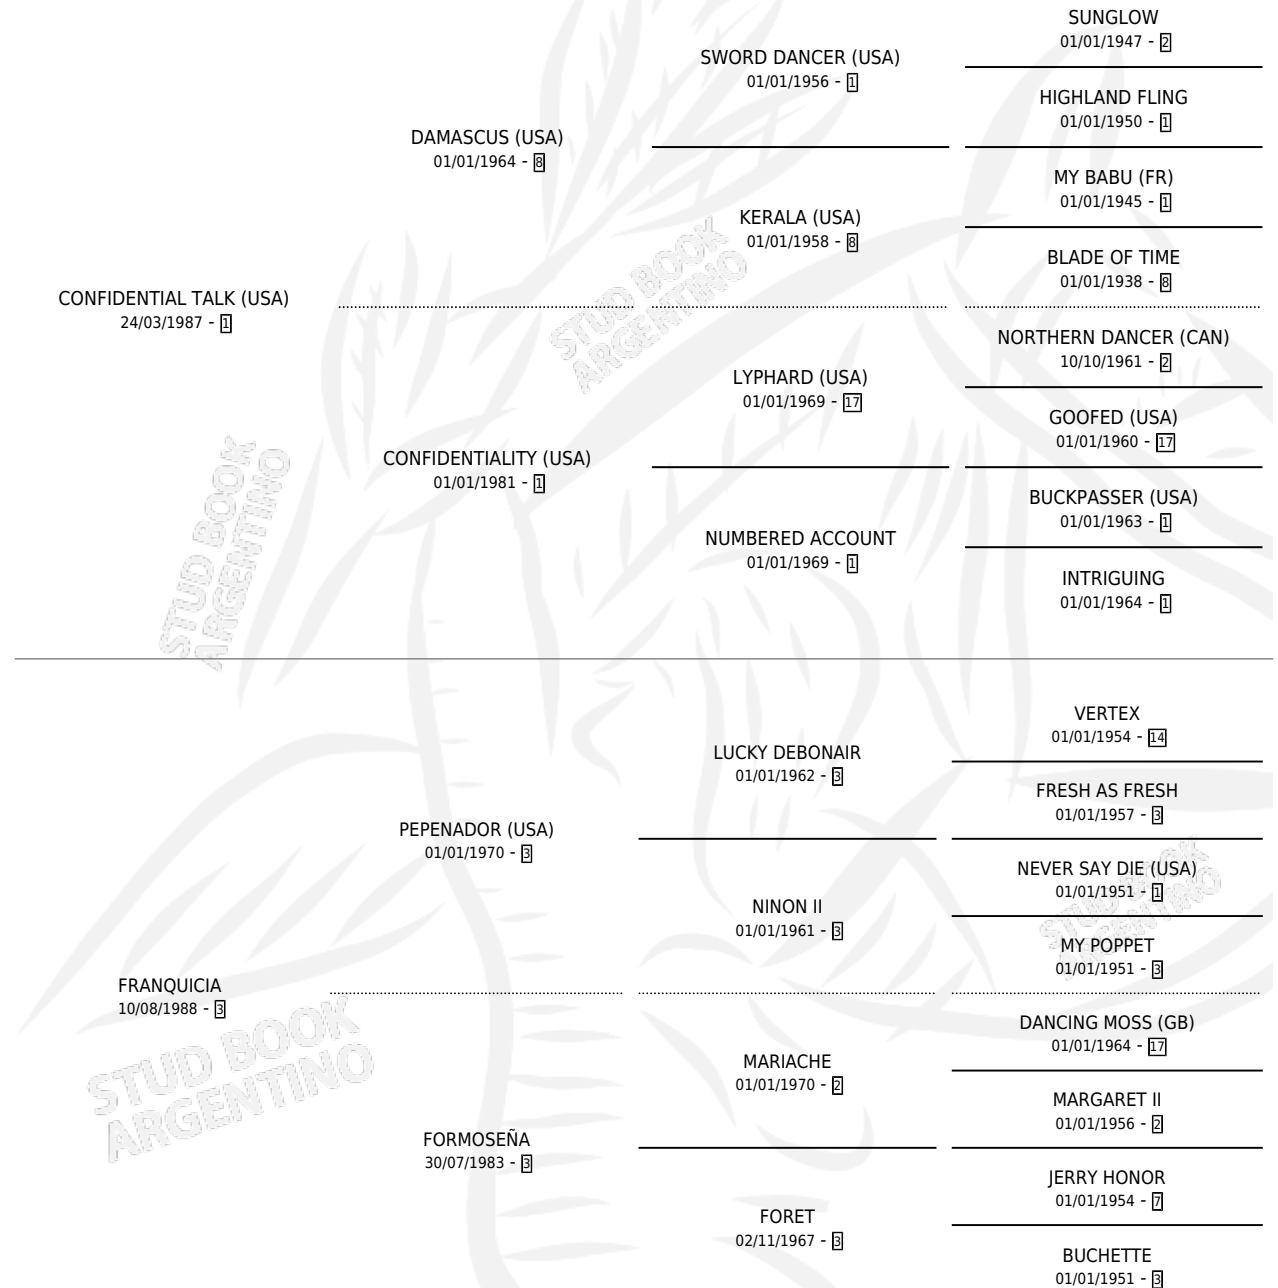 SUNGLOW
01/01/1947 - 2
SWORD DANCER (USA)
01/01/1956 - 1
HIGHLAND FLING
01/01/1950 - 1
DAMASCUS (USA)
01/01/1964 - 8
MY BABU (FR)
01/01/1945 - 1
KERALA (USA)
01/01/1958 - 8
BLADE OF TIME
01/01/1938 - 8
CONFIDENTIAL TALK (USA)
24/03/1987 - 1
NORTHERN DANCER (CAN)
10/10/1961 - 2
LYPHARD (USA)
01/01/1969 - 17
GOOFED (USA)
01/01/1960 - 17
CONFIDENTIALITY (USA)
01/01/1981 - 1
BUCKPASSER (USA)
01/01/1963 - 1
NUMBERED ACCOUNT
01/01/1969 - 1
INTRIGUING
01/01/1964 - 1
VERTEX
01/01/1954 - 14
LUCKY DEBONAIR
01/01/1962 - 3
FRESH AS FRESH
01/01/1957 - 3
PEPENADOR (USA)
01/01/1970 - 3
NEVER SAY DIE (USA)
01/01/1951 - 1
NINON II
01/01/1961 - 3
MY POPPET
01/01/1951 - 3
FRANQUICIA
10/08/1988 - 3
DANCING MOSS (GB)
01/01/1964 - 17
MARIACHE
01/01/1970 - 2
MARGARET II
01/01/1956 - 2
FORMOSEÑA
30/07/1983 - 3
JERRY HONOR
01/01/1954 - 7
FORET
02/11/1967 - 3
BUCHETTE
01/01/1951 - 3
STUD BOOK
ARGENTINO
STUD BOOK
ARGENTINO
STUD BOOK
ARGENTINO
STUD BOOK
ARGENTINO